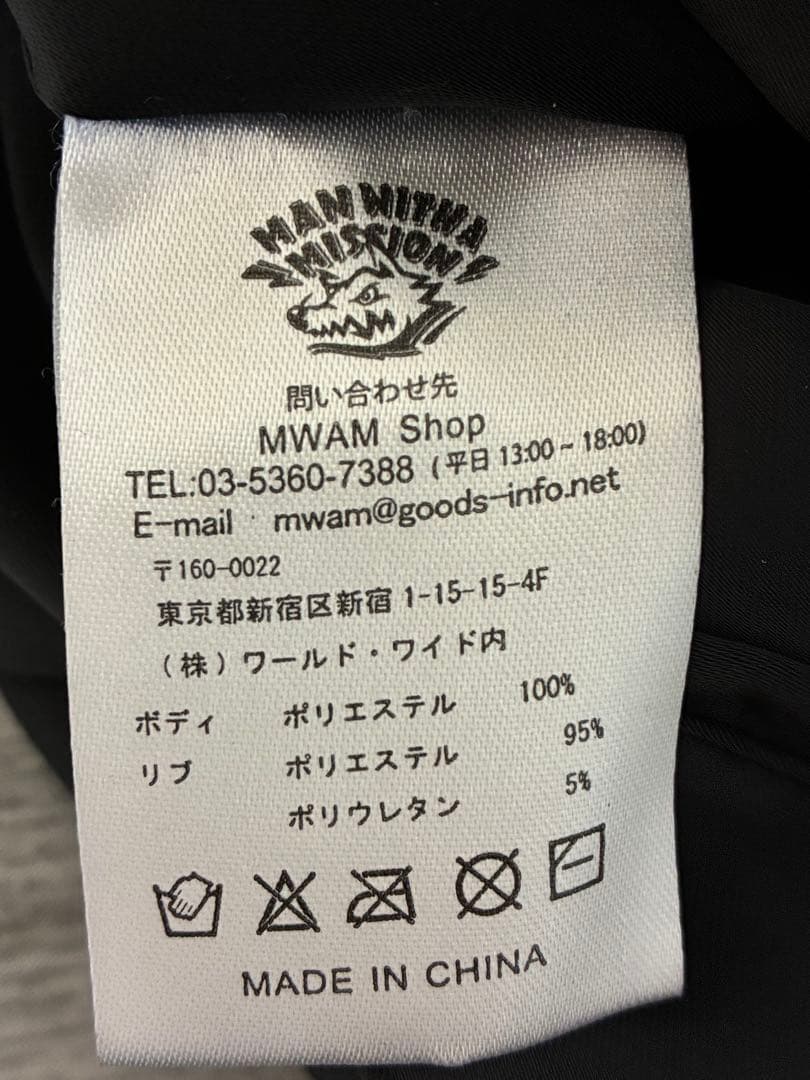 MAN WITH A
MISSION
問い合わせ先
MWAM Shop
TEL:03-5360-7388 (平日 13:00~18:00)
E-mail : mwam@goods-info.net
〒160-0022
東京都新宿区新宿 1-15-15-4F
(株)ワールド・ワイド内
ボディ ポリエステル 100%
リブ ポリエステル 95%
ポリウレタン 5%
MADE IN CHINA